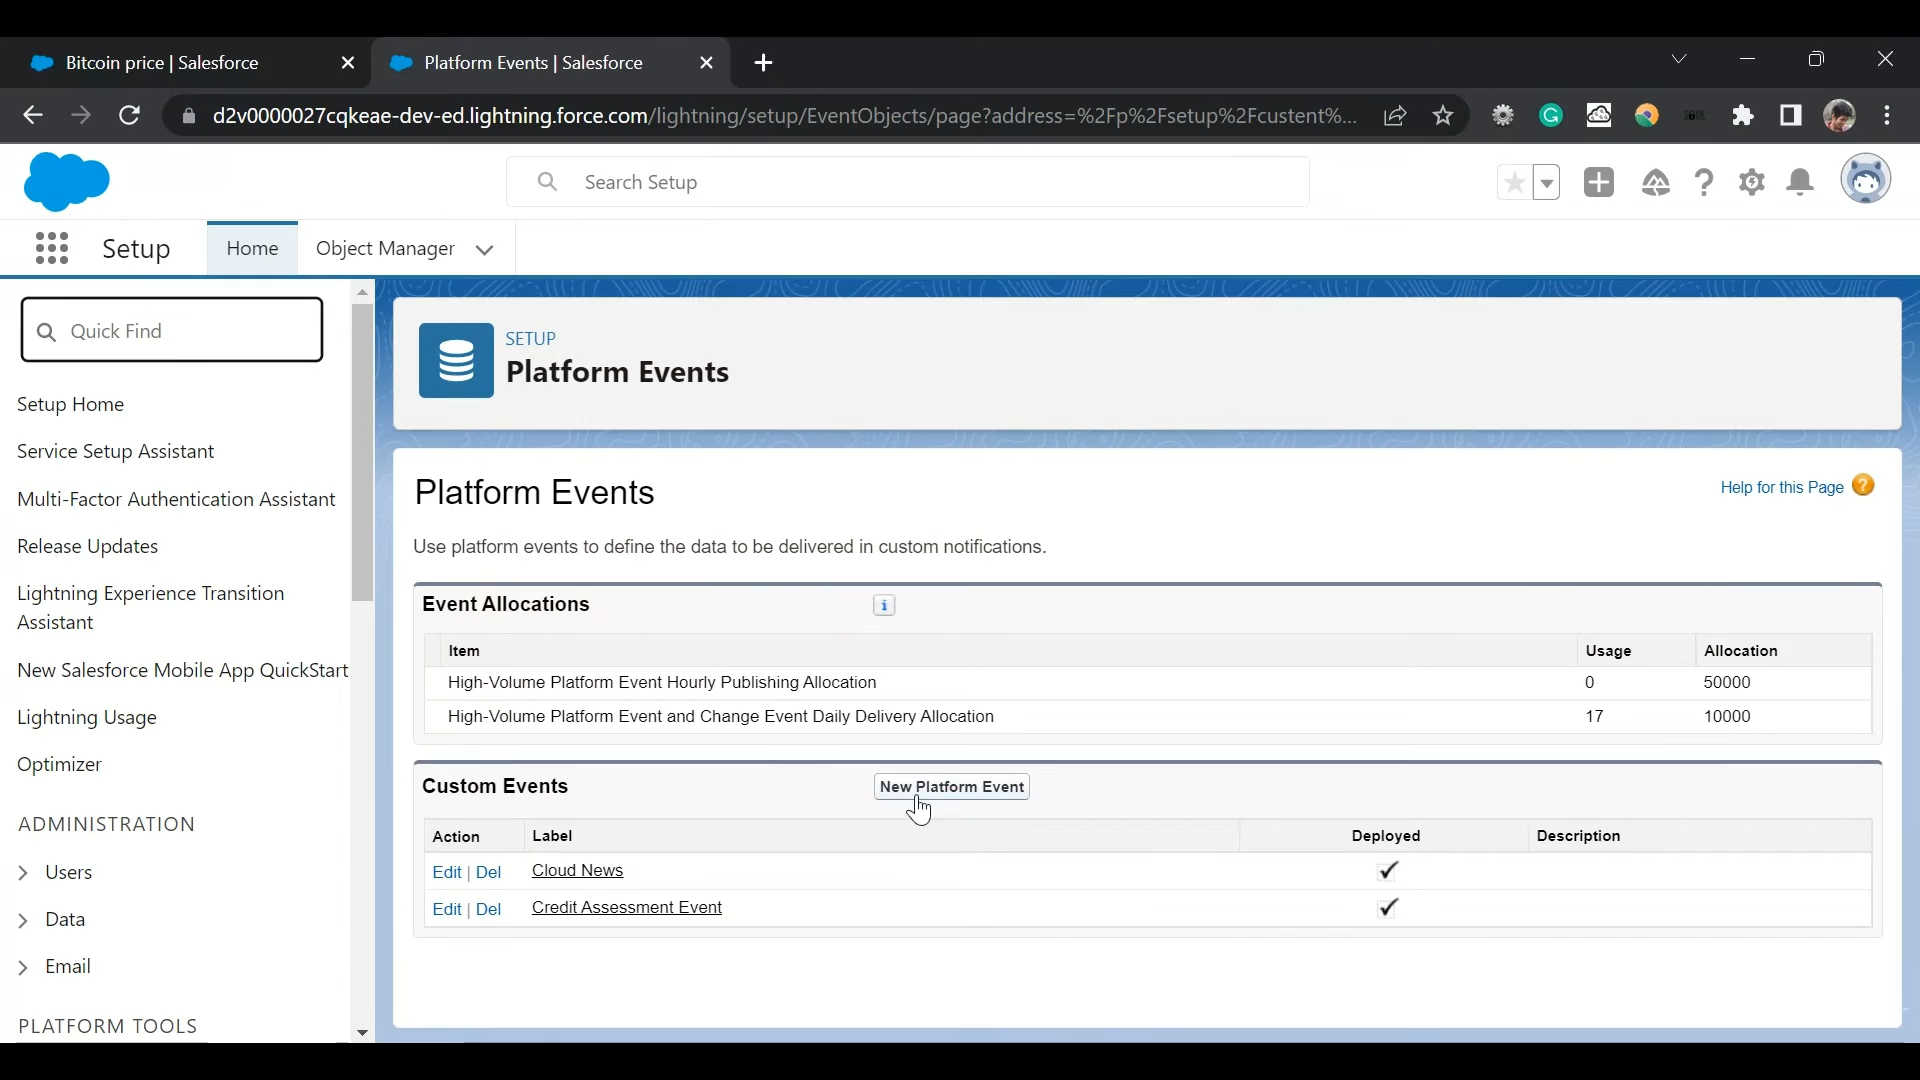 Bitcoin price | Salesforce
Platform Events | Salesforce
d2v0000027cqkeae-dev-ed.lightning.force.com/lightning/setup/EventObjects/page?address=%2Fp%2Fsetup%2Fcustent%...
Search Setup
Setup
Home
Object Manager
Quick Find
Setup Home
Service Setup Assistant
Multi-Factor Authentication Assistant
Release Updates
Lightning Experience Transition
Assistant
New Salesforce Mobile App QuickStart
Lightning Usage
Optimizer
ADMINISTRATION
Users
Data
Email
PLATFORM TOOLS
SETUP
Platform Events
Platform Events
Help for this Page ?
Use platform events to define the data to be delivered in custom notifications.
Event Allocations
i
Item Usage Allocation
High-Volume Platform Event Hourly Publishing Allocation 0 50000
High-Volume Platform Event and Change Event Daily Delivery Allocation 17 10000
Custom Events
New Platform Event
Action Label Deployed Description
Edit | Del Cloud News
Edit | Del Credit Assessment Event